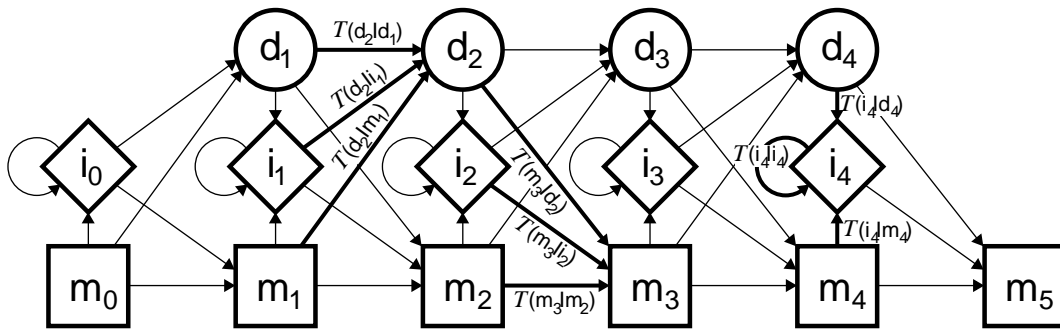 d₁ T(d₂|d₁) d₂ d₃ d₄
T(d₂|i₁) T(i₄|d₄)
T(d₂|m₁)
i₀ i₁ i₂ T(m₃|d₂) i₃ T(i₄|i₄) i₄
T(m₃|i₂) T(i₄|m₄)
m₀ m₁ m₂ T(m₃|m₂) m₃ m₄ m₅